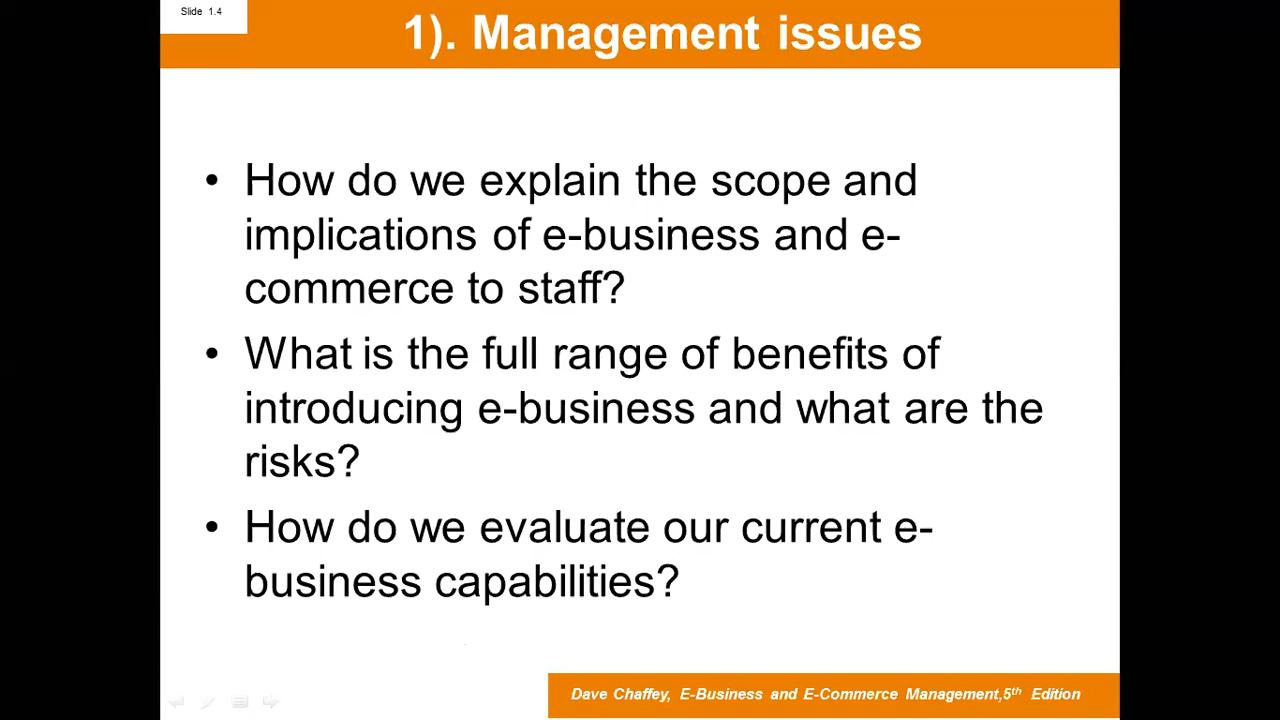 Slide 1.4
1). Management issues
• How do we explain the scope and
implications of e-business and e-
commerce to staff?
• What is the full range of benefits of
introducing e-business and what are the
risks?
• How do we evaluate our current e-
business capabilities?
Dave Chaffey, E-Business and E-Commerce Management,5th Edition